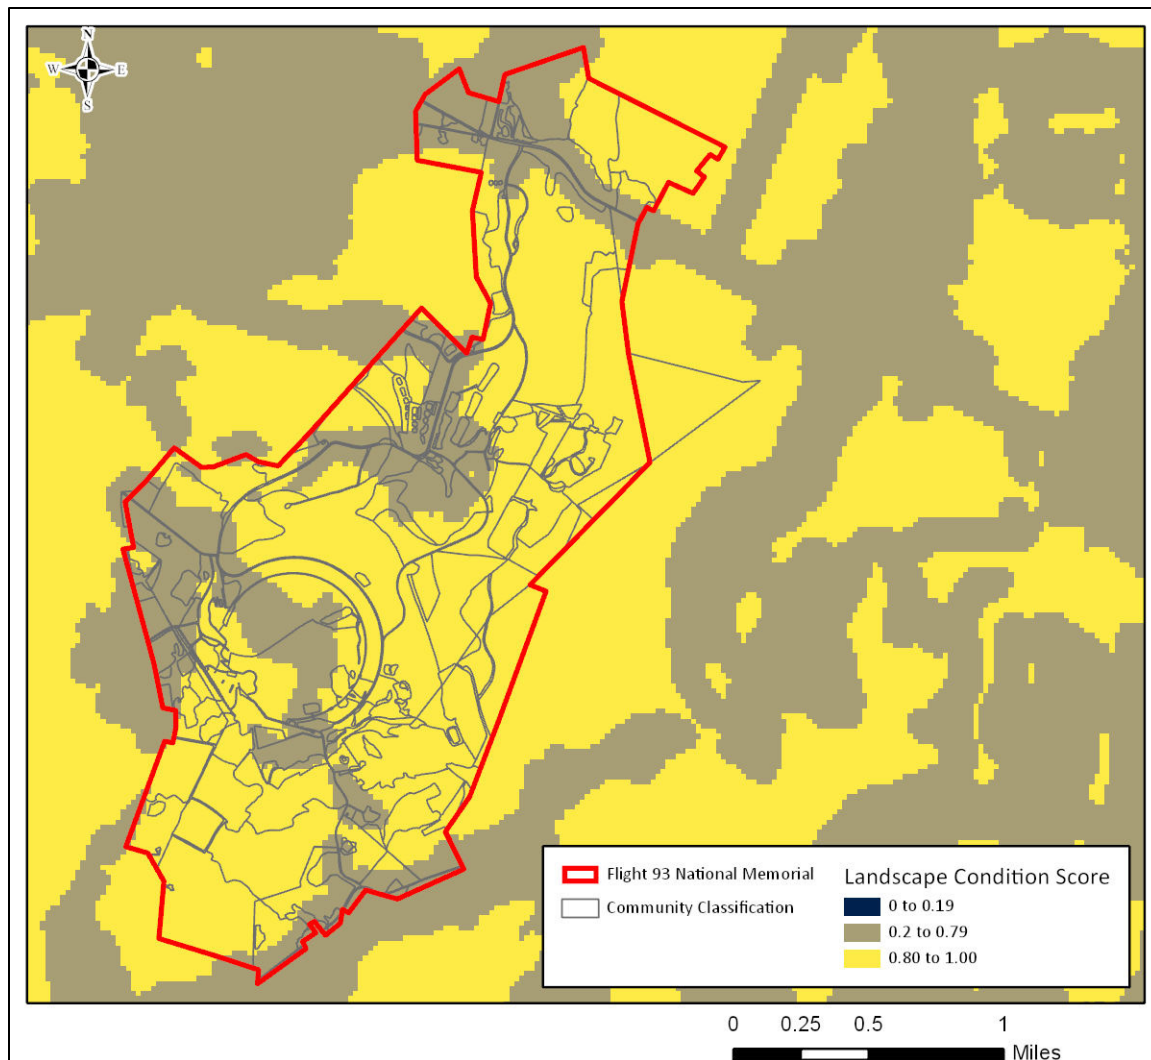 N
W E
S
Flight 93 National Memorial
Community Classification
Landscape Condition Score
0 to 0.19
0.2 to 0.79
0.80 to 1.00
0 0.25 0.5 1
Miles